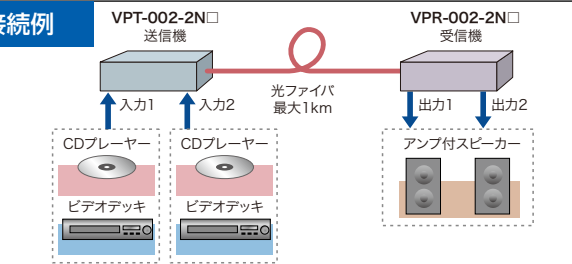 接続例
VPT-002-2N□
送信機
VPR-002-2N□
受信機
光ファイバ
最大1km
入力1
入力2
出力1
出力2
CDプレーヤー
CDプレーヤー
アンプ付スピーカー
ビデオデッキ
ビデオデッキ